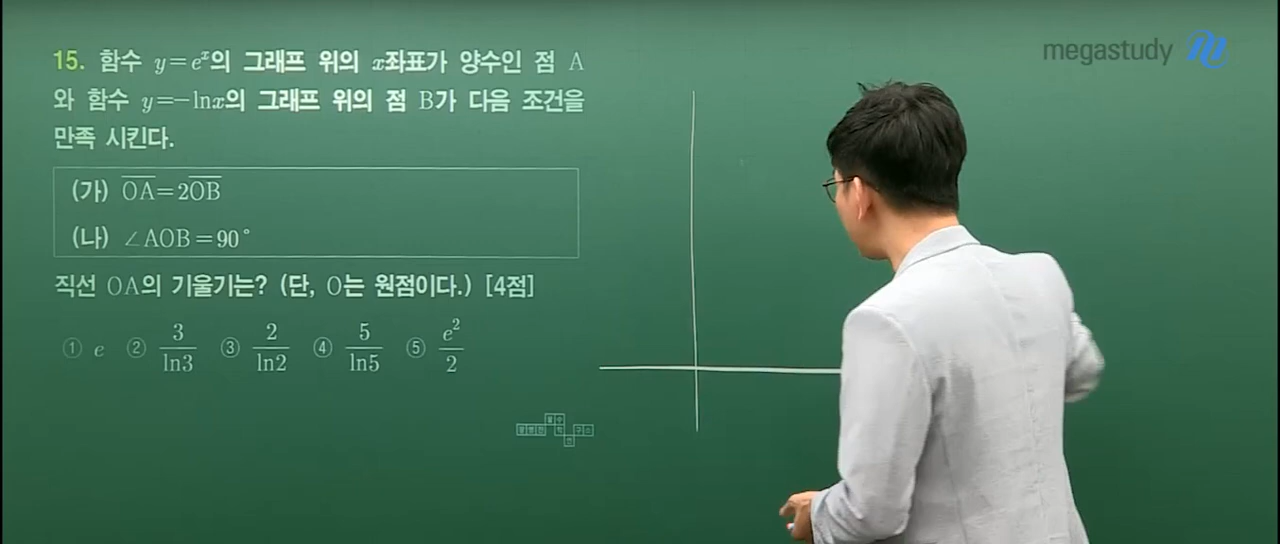 megastudy
15. 함수 y=eˣ의 그래프 위의 x좌표가 양수인 점 A
와 함수 y=−lnx의 그래프 위의 점 B가 다음 조건을
만족 시킨다.
(가) O̅A̅=2O̅B̅
(나) ∠AOB=90°
직선 OA의 기울기는? (단, O는 원점이다.) [4점]
① e ② 3/ln3 ③ 2/ln2 ④ 5/ln5 ⑤ e²/2